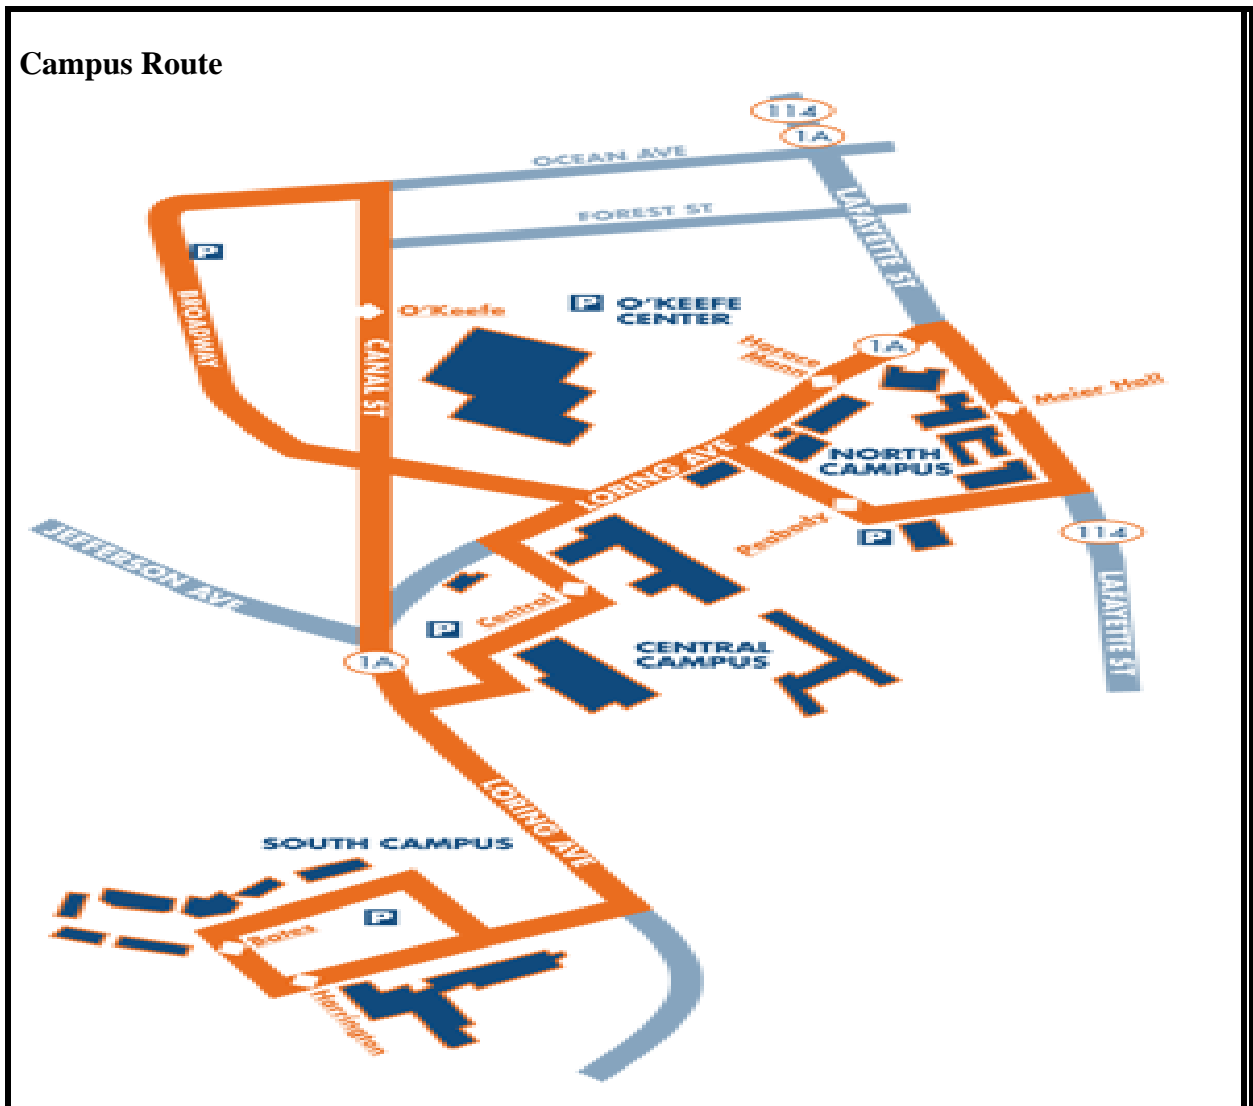 Campus Route
114
1A
OCEAN AVE
FOREST ST
LAFAYETTE ST
P
BROADWAY
O'Keefe
P
O'KEEFE
CENTER
CANAL ST
Horace
Mann
1A
Meier Hall
NORTH
CAMPUS
LORING AVE
Peabody
P
114
JEFFERSON AVE
Central
P
LAFAYETTE ST
CENTRAL
CAMPUS
1A
LORING AVE
SOUTH CAMPUS
P
Bates
Harrington